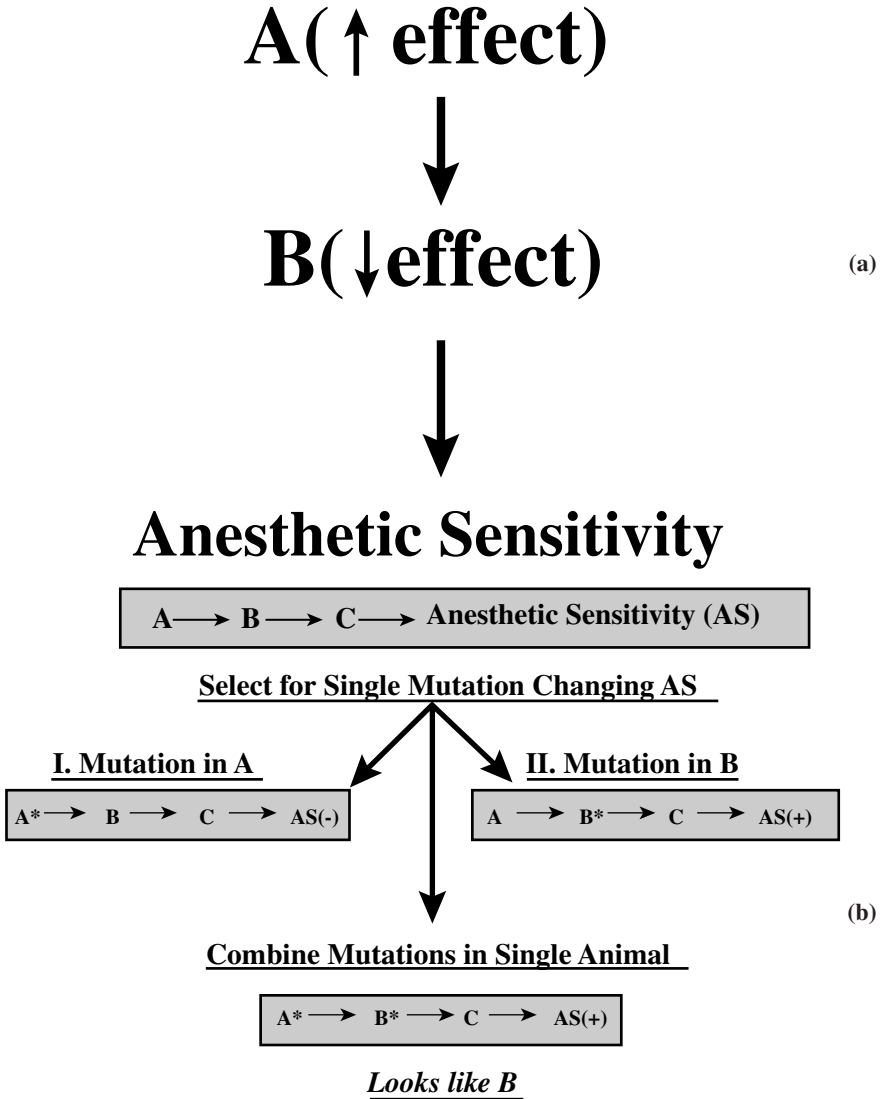 A(↑ effect)
B(↓effect)
(a)
Anesthetic Sensitivity
A → B → C → Anesthetic Sensitivity (AS)
Select for Single Mutation Changing AS
I. Mutation in A
A* → B → C → AS(-)
II. Mutation in B
A → B* → C → AS(+)
(b)
Combine Mutations in Single Animal
A* → B* → C → AS(+)
Looks like B